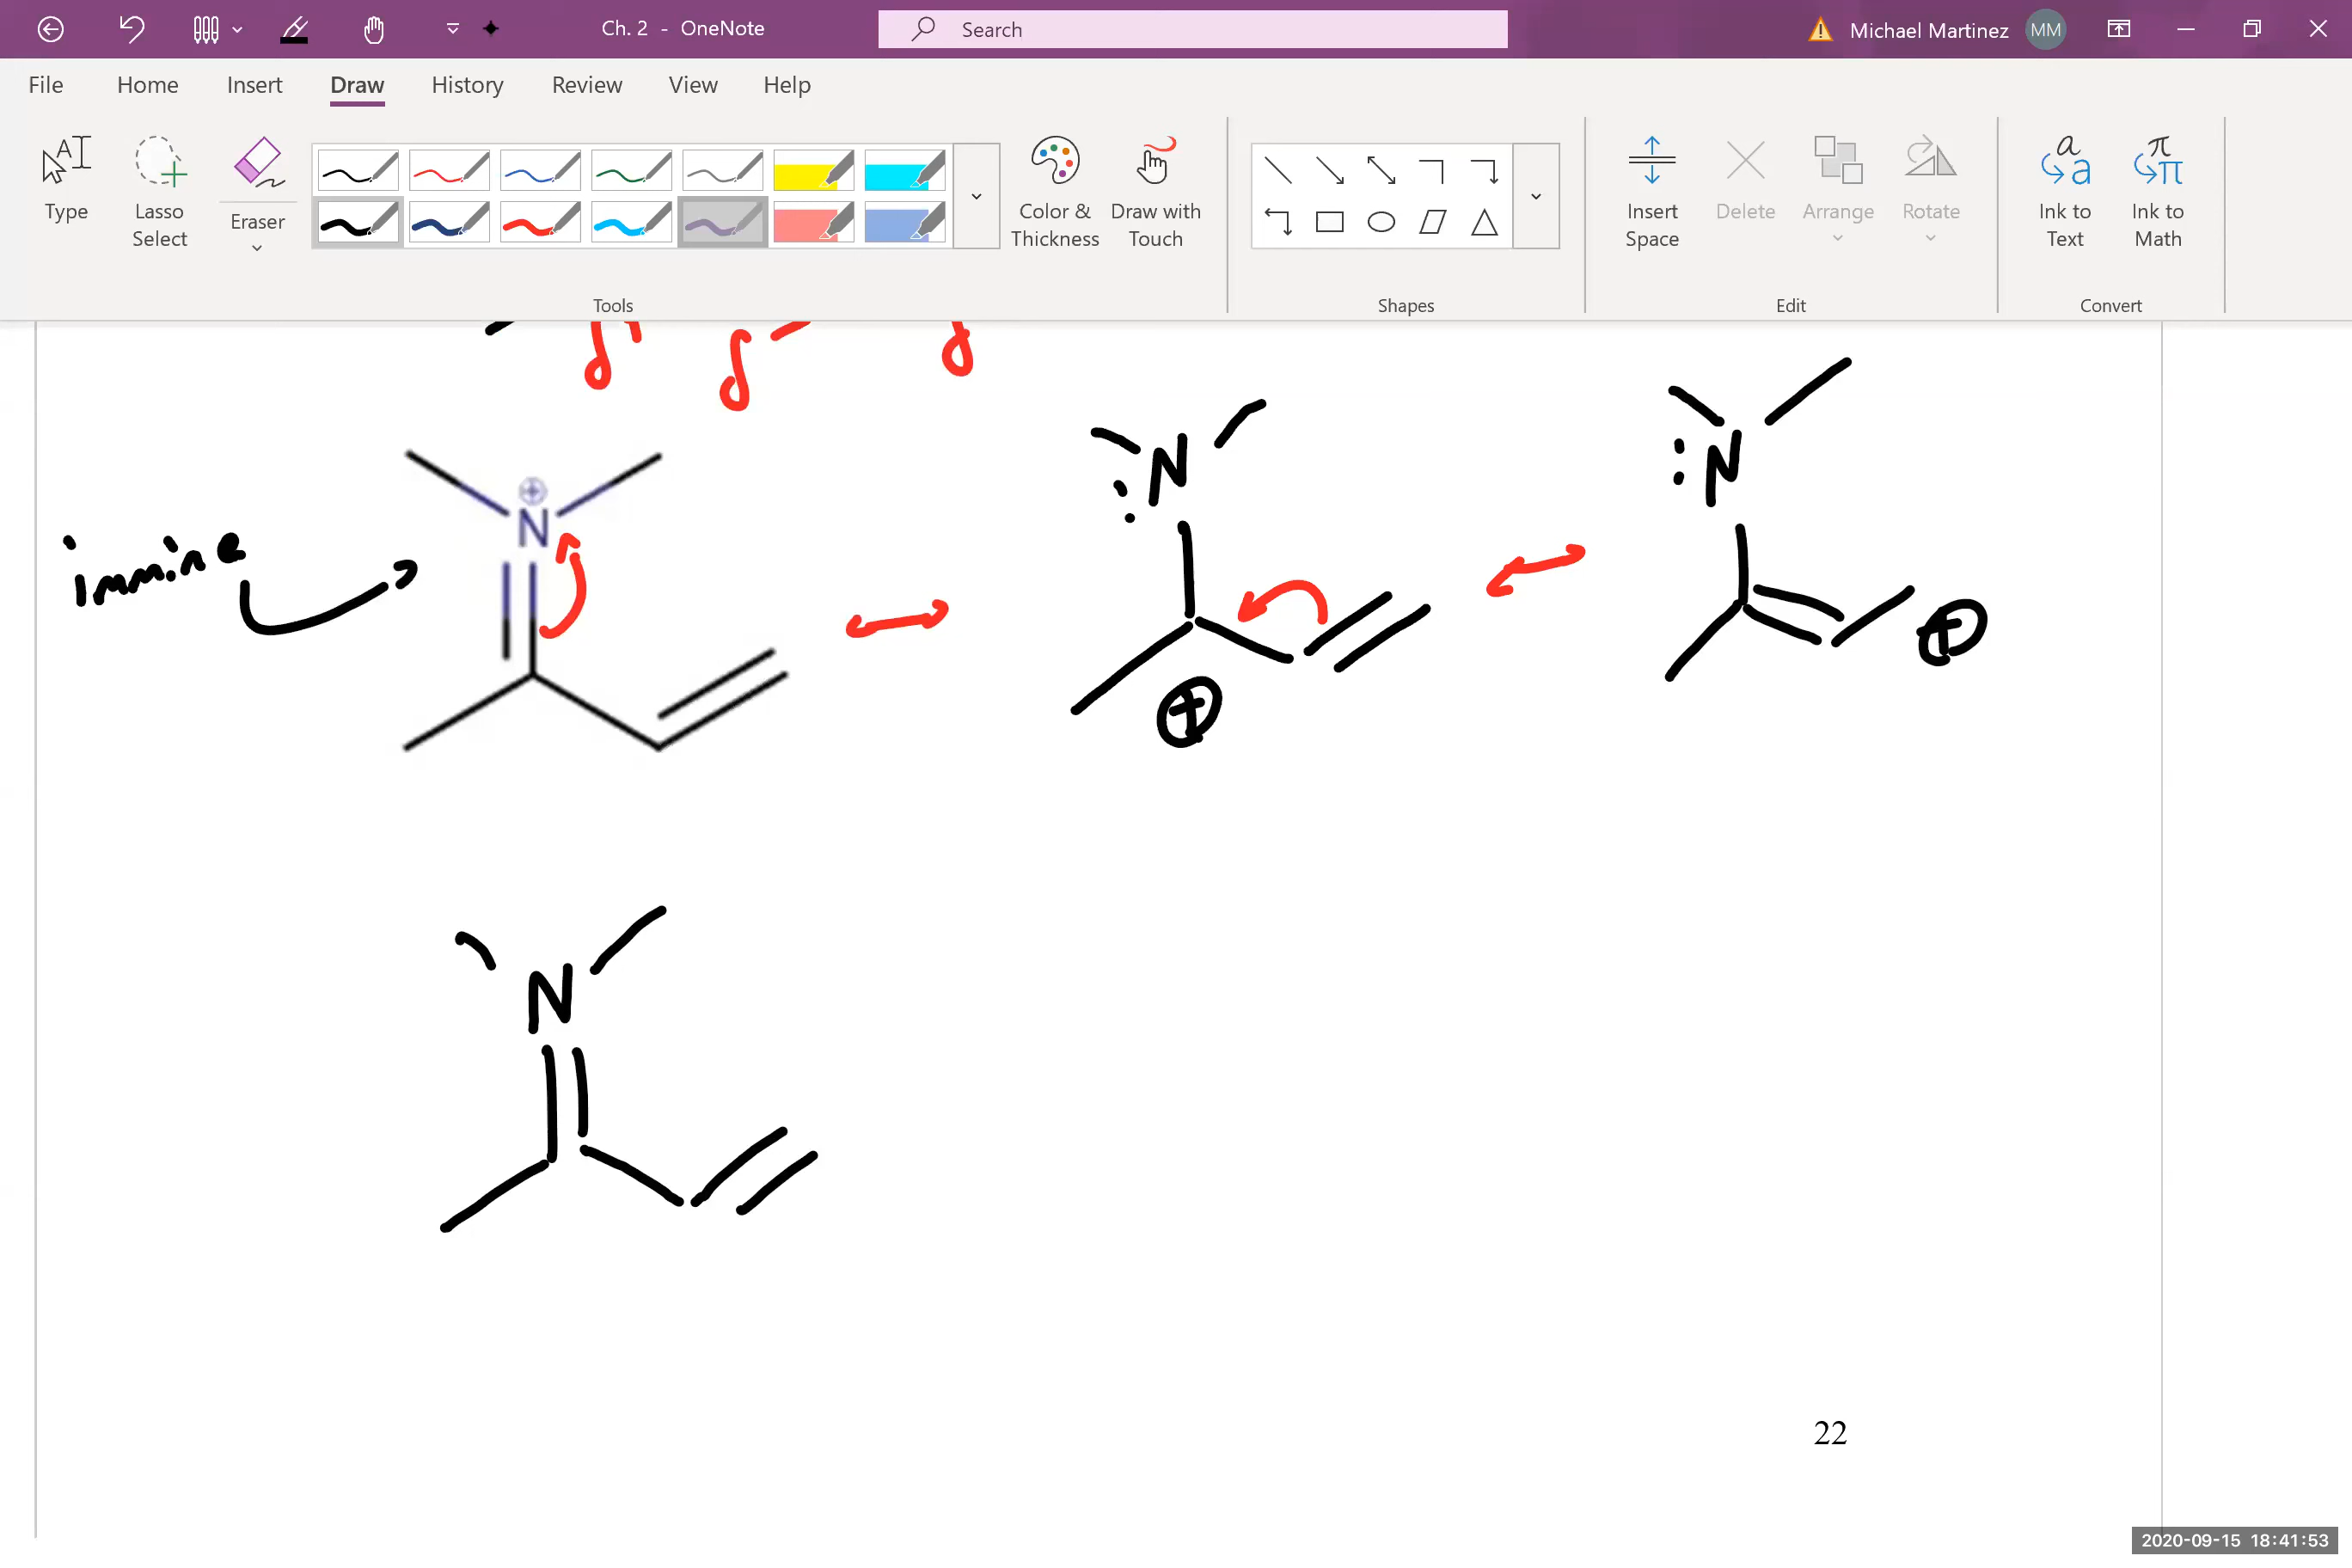 Ch. 2 - OneNote
Search
Michael Martinez
MM
File Home Insert Draw History Review View Help
Type
Lasso Select
Eraser
Color & Thickness
Draw with Touch
Insert Space
Delete
Arrange
Rotate
Ink to Text
Ink to Math
Tools
Shapes
Edit
Convert
N
⊕
immine
:N
⊕
:N
⊕
N
22
2020-09-15 18:41:53